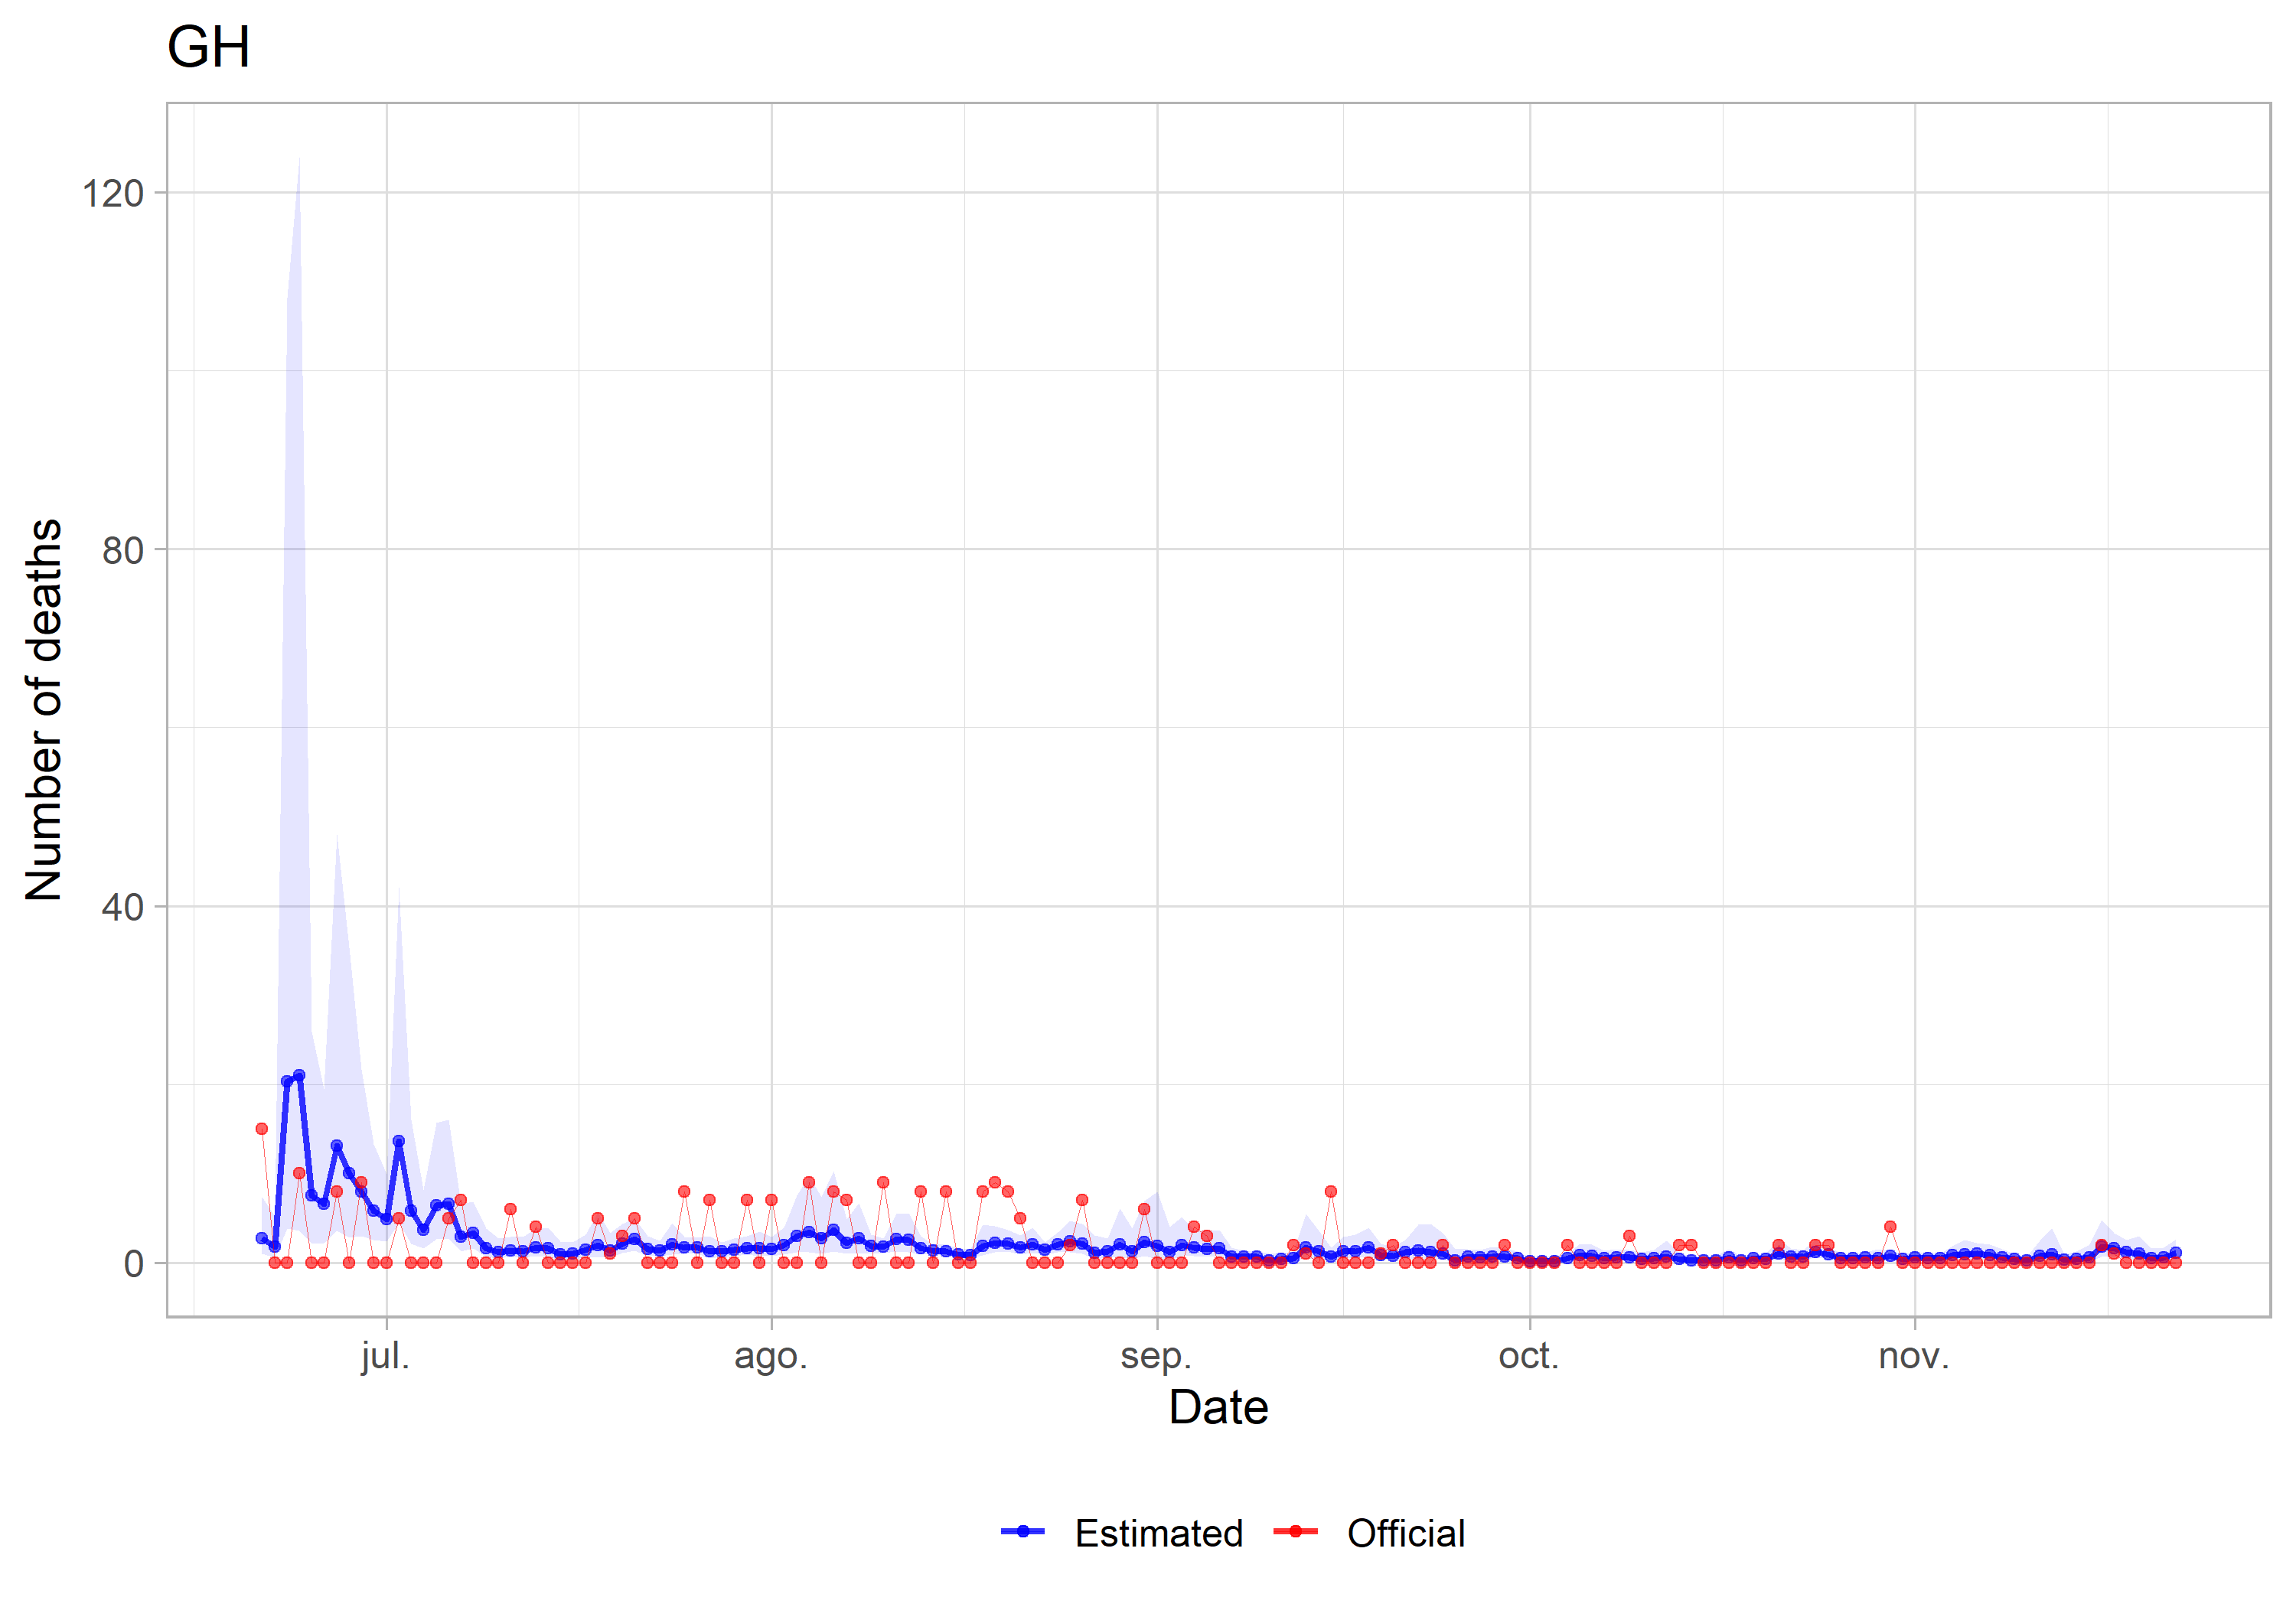 GH
120
80
40
0
Number of deaths
jul.
ago.
sep.
oct.
nov.
Date
Estimated
Official